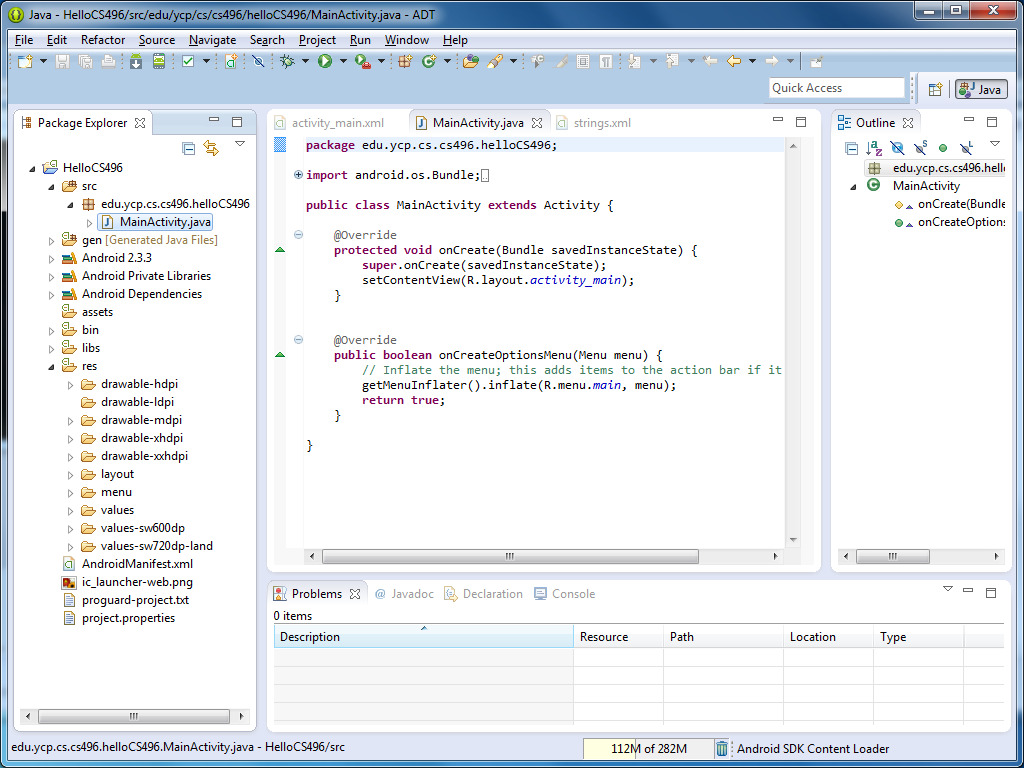 Java - HelloCS496/src/edu/ycp/cs/cs496/helloCS496/MainActivity.java - ADT
File Edit Refactor Source Navigate Search Project Run Window Help
Quick Access
Java
Package Explorer
HelloCS496
src
edu.ycp.cs.cs496.helloCS496
MainActivity.java
gen [Generated Java Files]
Android 2.3.3
Android Private Libraries
Android Dependencies
assets
bin
libs
res
drawable-hdpi
drawable-ldpi
drawable-mdpi
drawable-xhdpi
drawable-xxhdpi
layout
menu
values
values-sw600dp
values-sw720dp-land
AndroidManifest.xml
ic_launcher-web.png
proguard-project.txt
project.properties
activity_main.xml MainActivity.java strings.xml
package edu.ycp.cs.cs496.helloCS496;
import android.os.Bundle;
public class MainActivity extends Activity {
@Override
protected void onCreate(Bundle savedInstanceState) {
super.onCreate(savedInstanceState);
setContentView(R.layout.activity_main);
}
@Override
public boolean onCreateOptionsMenu(Menu menu) {
// Inflate the menu; this adds items to the action bar if it
getMenuInflater().inflate(R.menu.main, menu);
return true;
}
}
Outline
edu.ycp.cs.cs496.hello
MainActivity
onCreate(Bundle
onCreateOptions
Problems @ Javadoc Declaration Console
0 items
Description Resource Path Location Type
edu.ycp.cs.cs496.helloCS496.MainActivity.java - HelloCS496/src
112M of 282M
Android SDK Content Loader